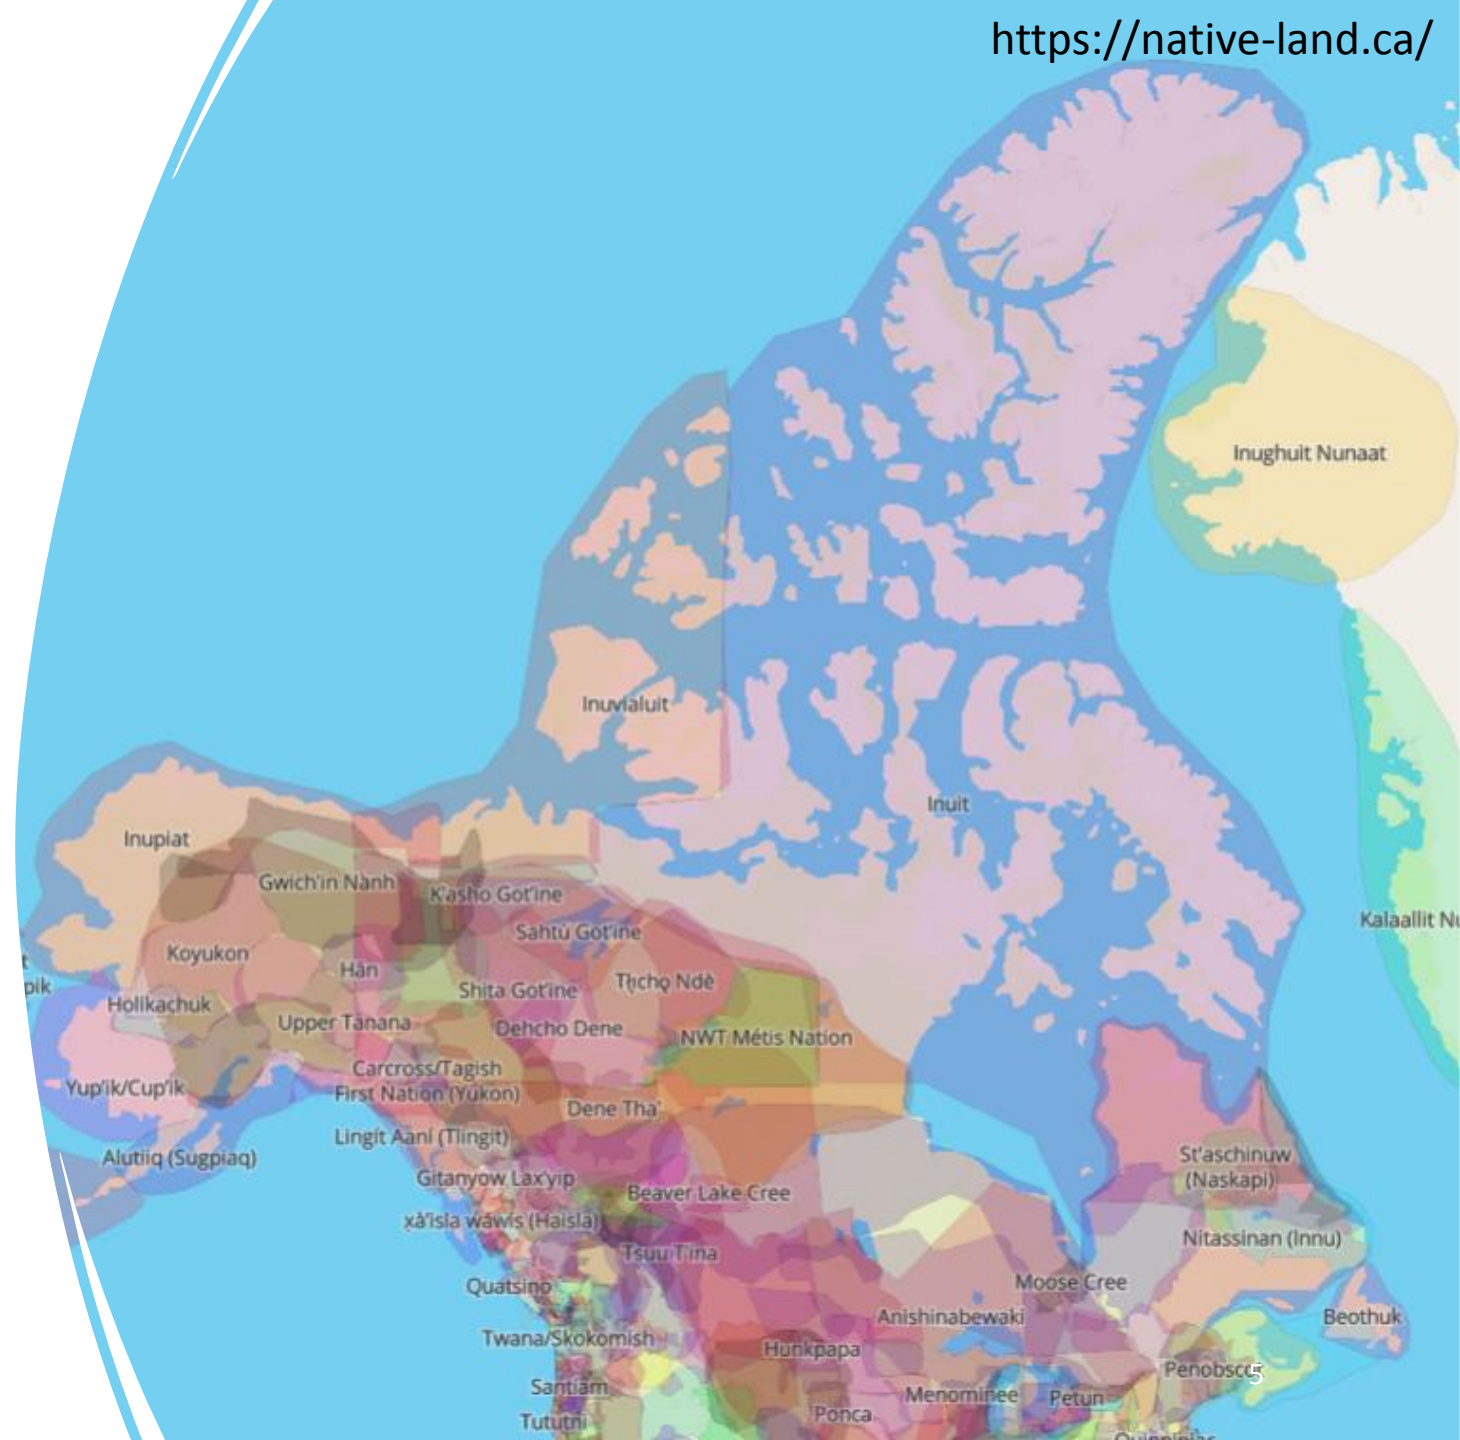 https://native-land.ca/
Inughuit Nunaat
Inuvialuit
Inuit
Inupiat
Gwich'in Nành
K'asho Got'ine
Kalaallit Nu
Sahtú Got'ine
Koyukon
Hän
Tłı̨chǫ Ndè
Shita Got'ine
pik
Holikachuk
Upper Tanana
Dehcho Dene
NWT Métis Nation
Carcross/Tagish
First Nation (Yukon)
Yup'ik/Cup'ik
Dene Tha'
Lingít Aaní (Tlingit)
Alutiiq (Sugpiaq)
St'aschinuw
(Naskapi)
Gitanyow Lax'yip
Beaver Lake Cree
x̄à'isla w̓áwís (Haisla)
Nitassinan (Innu)
Tsuu T'ina
Quatsino
Moose Cree
Anishinabewaki
Beothuk
Twana/Skokomish
Hunkpapa
Penobsco
5
Santiam
Menominee
Petun
Ponca
Tututni